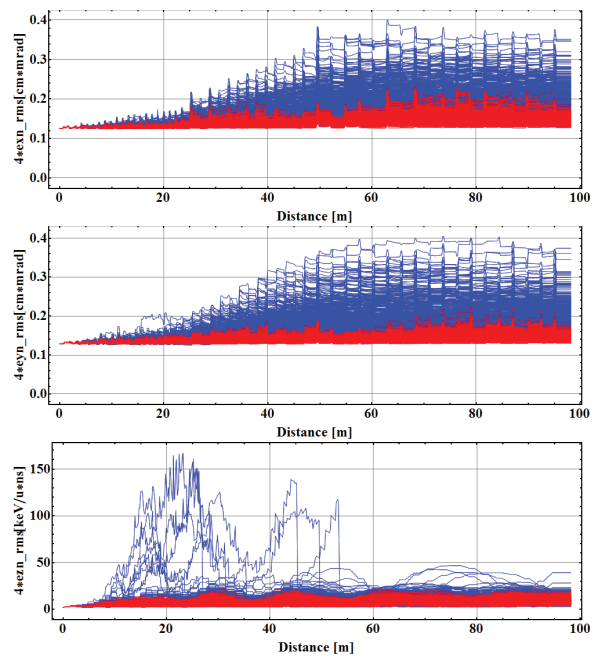 0.4
0.3
0.2
0.1
0.0
4*exn_rms[cm*mrad]
0 20 40 60 80 100
Distance [m]
0.4
0.3
0.2
0.1
0.0
4*eyn_rms[cm*mrad]
0 20 40 60 80 100
Distance [m]
150
100
50
0
4*ezn_rms[keV/u*ns]
0 20 40 60 80 100
Distance [m]